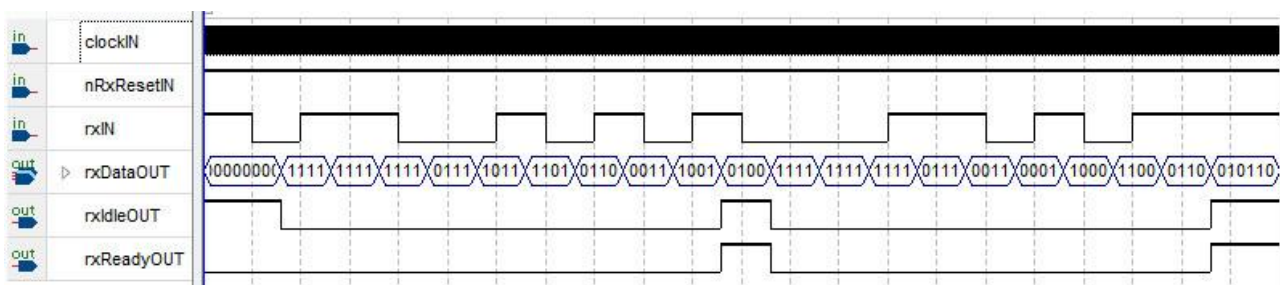 in clockIN
in nRxResetIN
in rxIN
out rxDataOUT 00000000 1111 1111 1111 0111 1011 1101 0110 0011 1001 0100 1111 1111 1111 0111 0011 0001 1000 1100 0110 010110
out rxIdleOUT
out rxReadyOUT